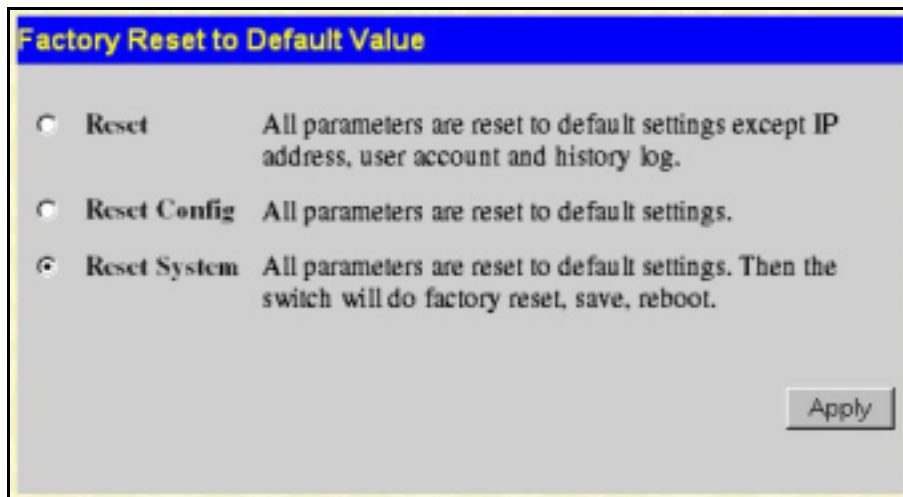 Factory Reset to Default Value
Reset All parameters are reset to default settings except IP
address, user account and history log.
Reset Config All parameters are reset to default settings.
Reset System All parameters are reset to default settings. Then the
switch will do factory reset, save, reboot.
Apply